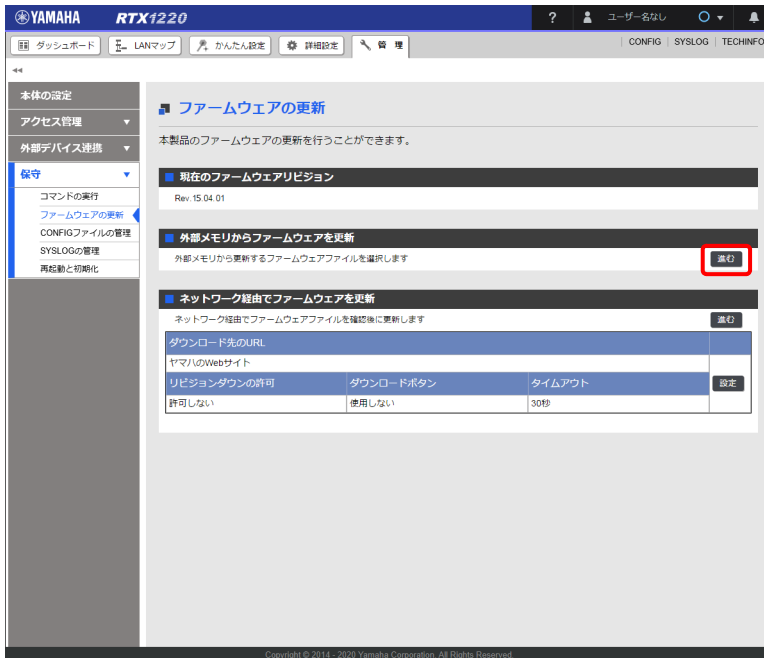 YAMAHA RTX1220 ? ユーザー名なし
ダッシュボード LANマップ かんたん設定 詳細設定 管 理 CONFIG SYSLOG TECHINFO
本体の設定
アクセス管理
外部デバイス連携
保守
コマンドの実行
ファームウェアの更新
CONFIGファイルの管理
SYSLOGの管理
再起動と初期化
ファームウェアの更新
本製品のファームウェアの更新を行うことができます。
現在のファームウェアリビジョン
Rev.15.04.01
外部メモリからファームウェアを更新
外部メモリから更新するファームウェアファイルを選択します 進む
ネットワーク経由でファームウェアを更新
ネットワーク経由でファームウェアファイルを確認後に更新します 進む
ダウンロード先のURL
ヤマハのWebサイト
リビジョンダウンの許可 ダウンロードボタン タイムアウト 設定
許可しない 使用しない 30秒
Copyright © 2014 - 2020 Yamaha Corporation. All Rights Reserved.